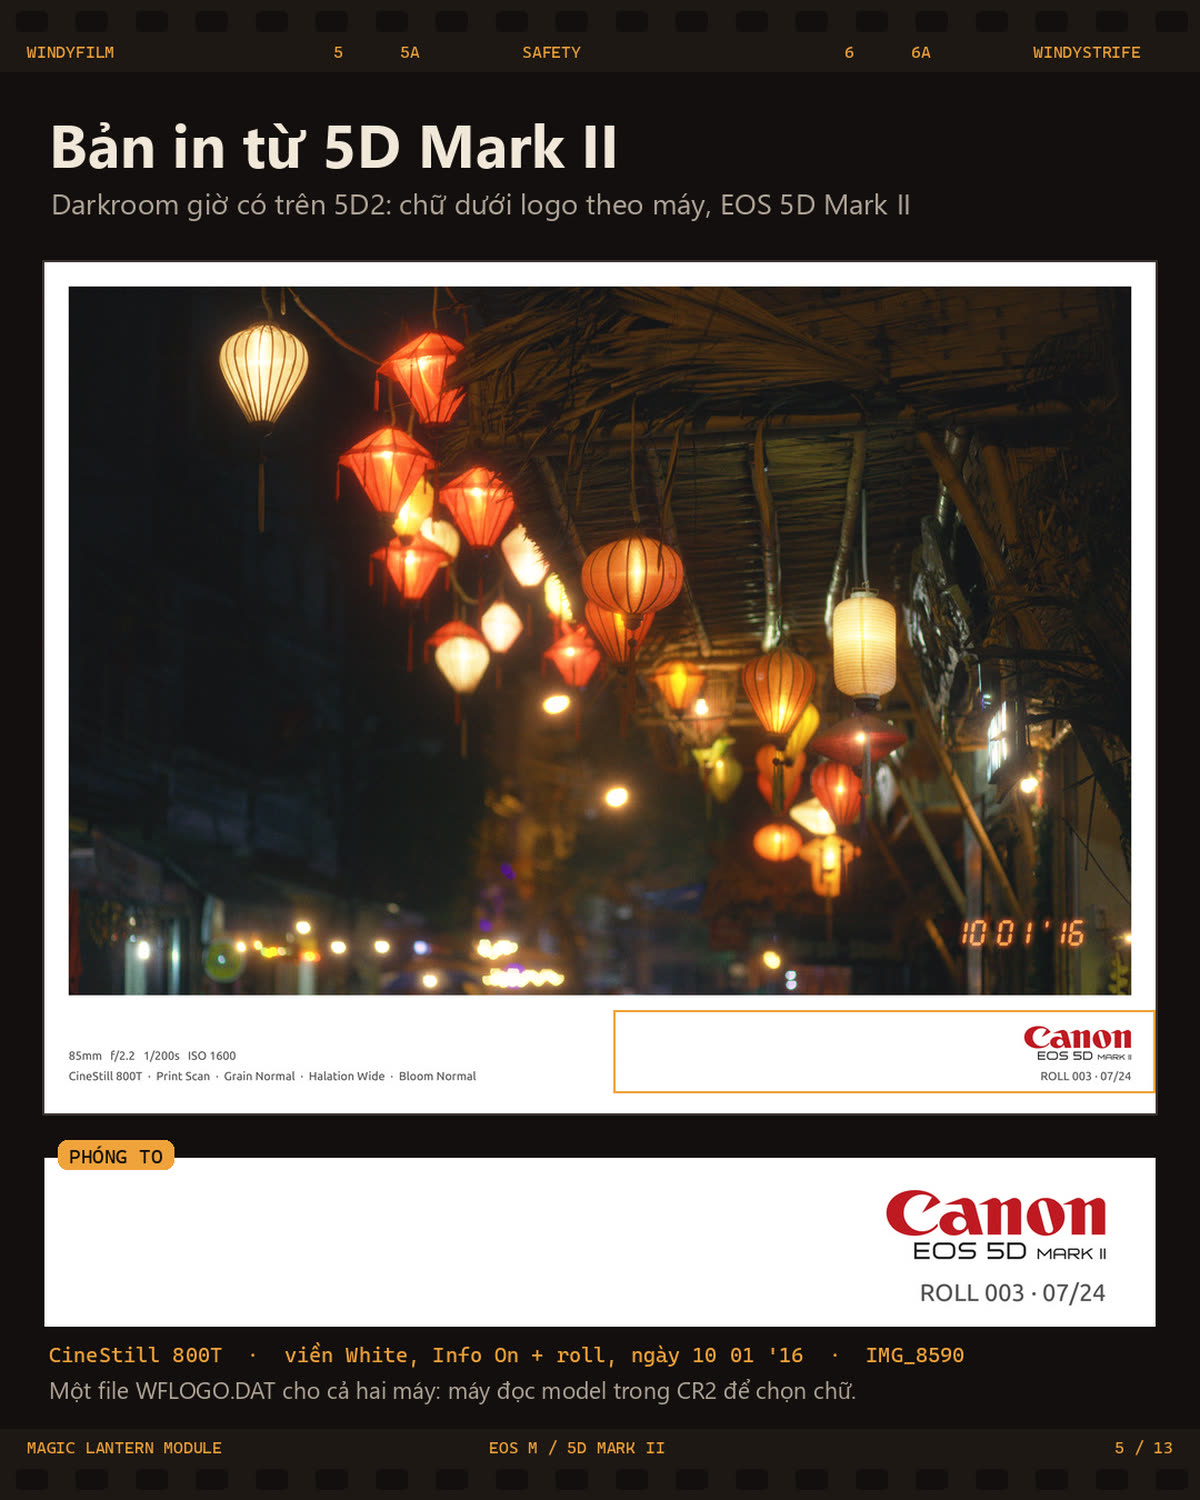 WINDYFILM 5 5A SAFETY 6 6A WINDYSTRIFE
Bản in từ 5D Mark II
Darkroom giờ có trên 5D2: chữ dưới logo theo máy, EOS 5D Mark II
10 01 '16
85mm f/2.2 1/200s ISO 1600
CineStill 800T · Print Scan · Grain Normal · Halation Wide · Bloom Normal
Canon
EOS 5D MARK II
ROLL 003 · 07/24
PHÓNG TO
Canon
EOS 5D MARK II
ROLL 003 · 07/24
CineStill 800T · viền White, Info On + roll, ngày 10 01 '16 · IMG_8590
Một file WFLOGO.DAT cho cả hai máy: máy đọc model trong CR2 để chọn chữ.
MAGIC LANTERN MODULE EOS M / 5D MARK II 5 / 13